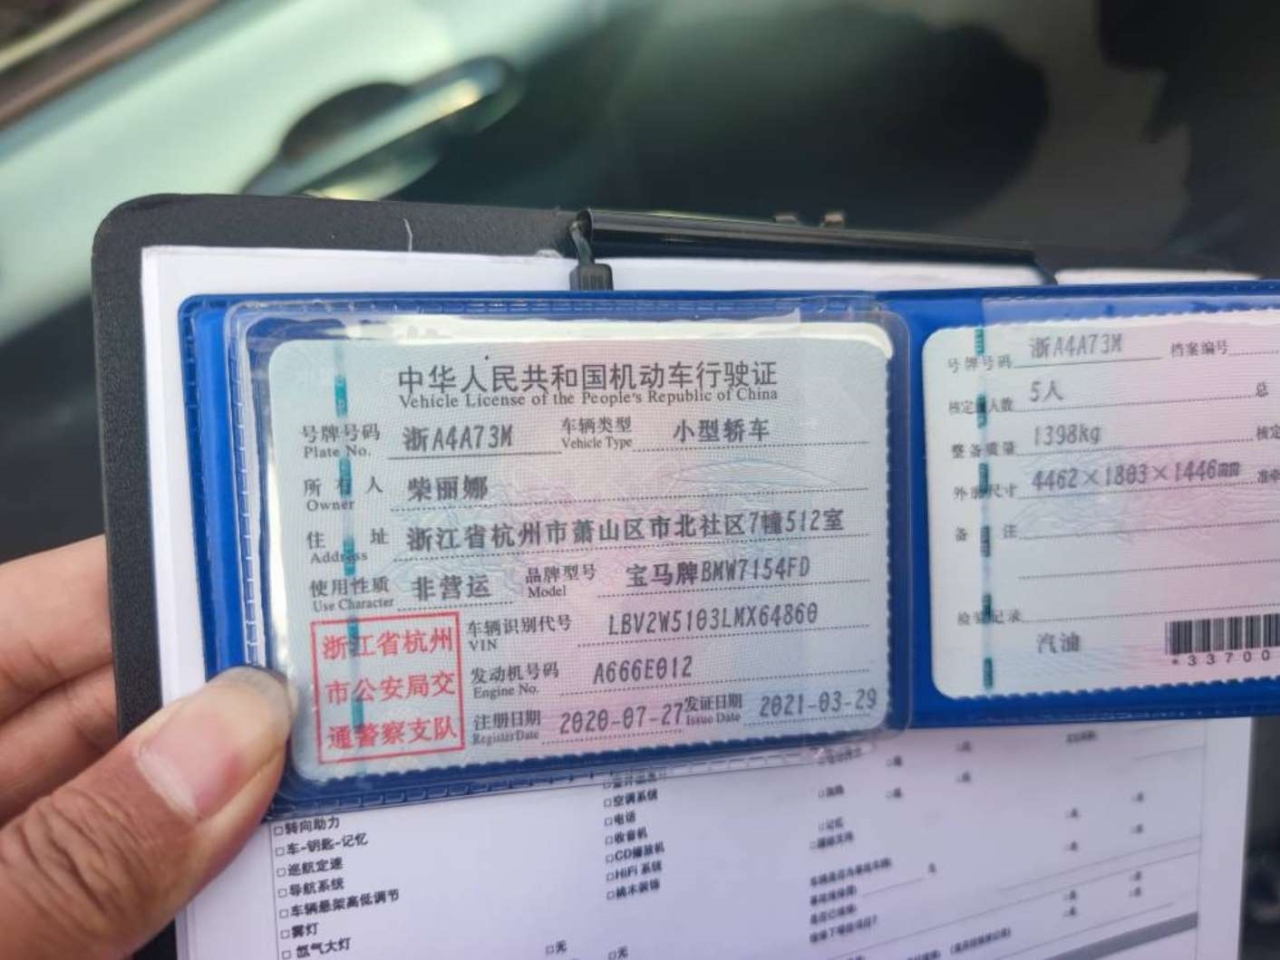 中华人民共和国机动车行驶证
Vehicle License of the People's Republic of China
号牌号码 浙A4A73M 车辆类型 小型轿车
Plate No. Vehicle Type
所有人 柴丽娜
Owner
住址 浙江省杭州市萧山区市北社区7幢512室
Address
使用性质 非营运 品牌型号 宝马牌BMW7154FD
Use Character Model
浙江省杭州
市公安局交
通警察支队
车辆识别代号 LBV2W5103LMX64860
VIN
发动机号码 A666E012
Engine No.
注册日期 2020-07-27 发证日期 2021-03-29
Register Date Issue Date
号牌号码 浙A4A73M 档案编号
核定载人数 5人 总
整备质量 1398kg 核定
外廓尺寸 4462×1803×1446mm 准牵
备注
检验记录
汽油
*33700
□转向助力
□车-钥匙-记忆
□巡航定速
□导航系统
□车辆悬架高低调节
□雾灯
□氙气大灯
□空调系统
□电话
□收音机
□CD播放机
□HiFi系统
□桃木装饰
□无 □无